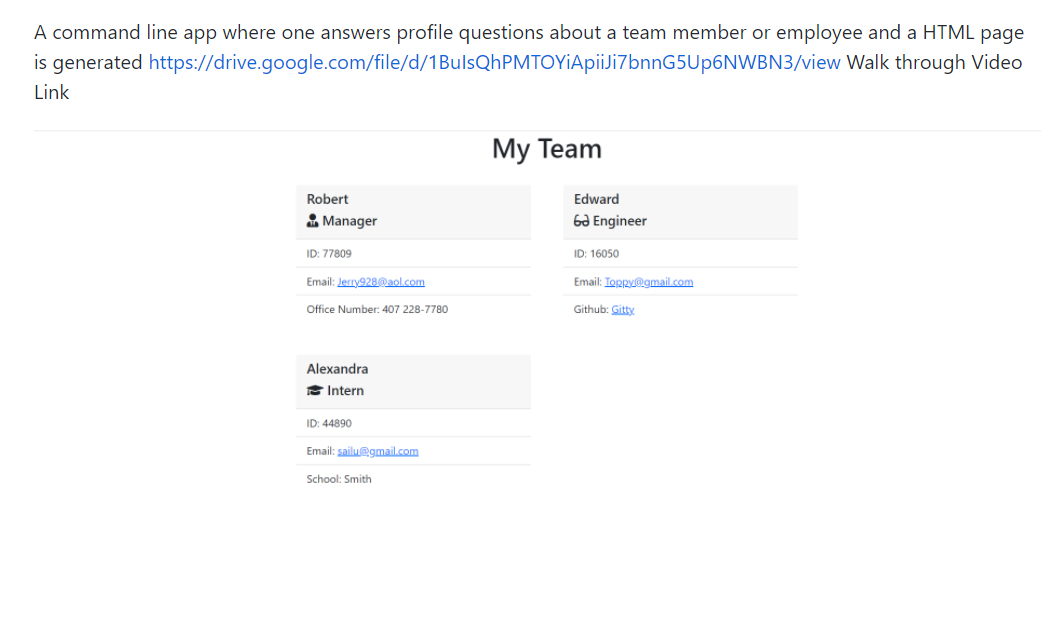 A command line app where one answers profile questions about a team member or employee and a HTML page
is generated https://drive.google.com/file/d/1BulsQhPMTOYiApiiJi7bnnG5Up6NWBN3/view Walk through Video
Link
My Team
Robert
Manager
ID: 77809
Email: Jerry928@aol.com
Office Number: 407 228-7780
Edward
Engineer
ID: 16050
Email: Toppy@gmail.com
Github: Gitty
Alexandra
Intern
ID: 44890
Email: sailu@gmail.com
School: Smith